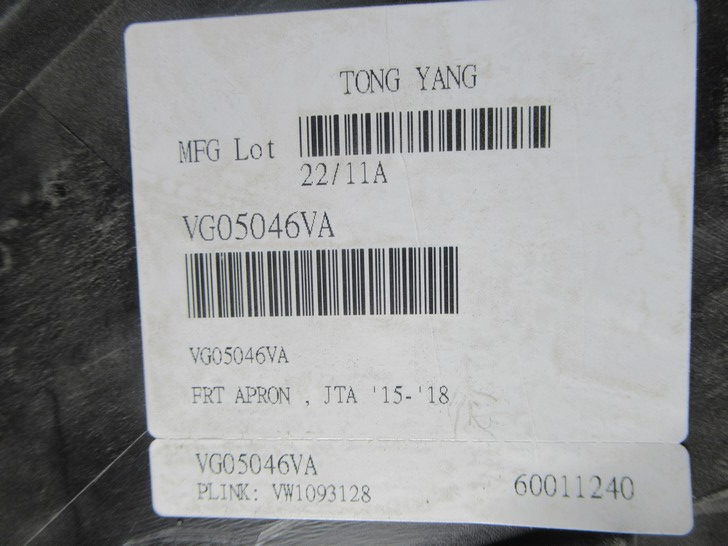 TONG YANG
MFG Lot
22/11A
VG05046VA
VG05046VA
FRT APRON , JTA '15-'18
VG05046VA
PLINK: VW1093128
60011240